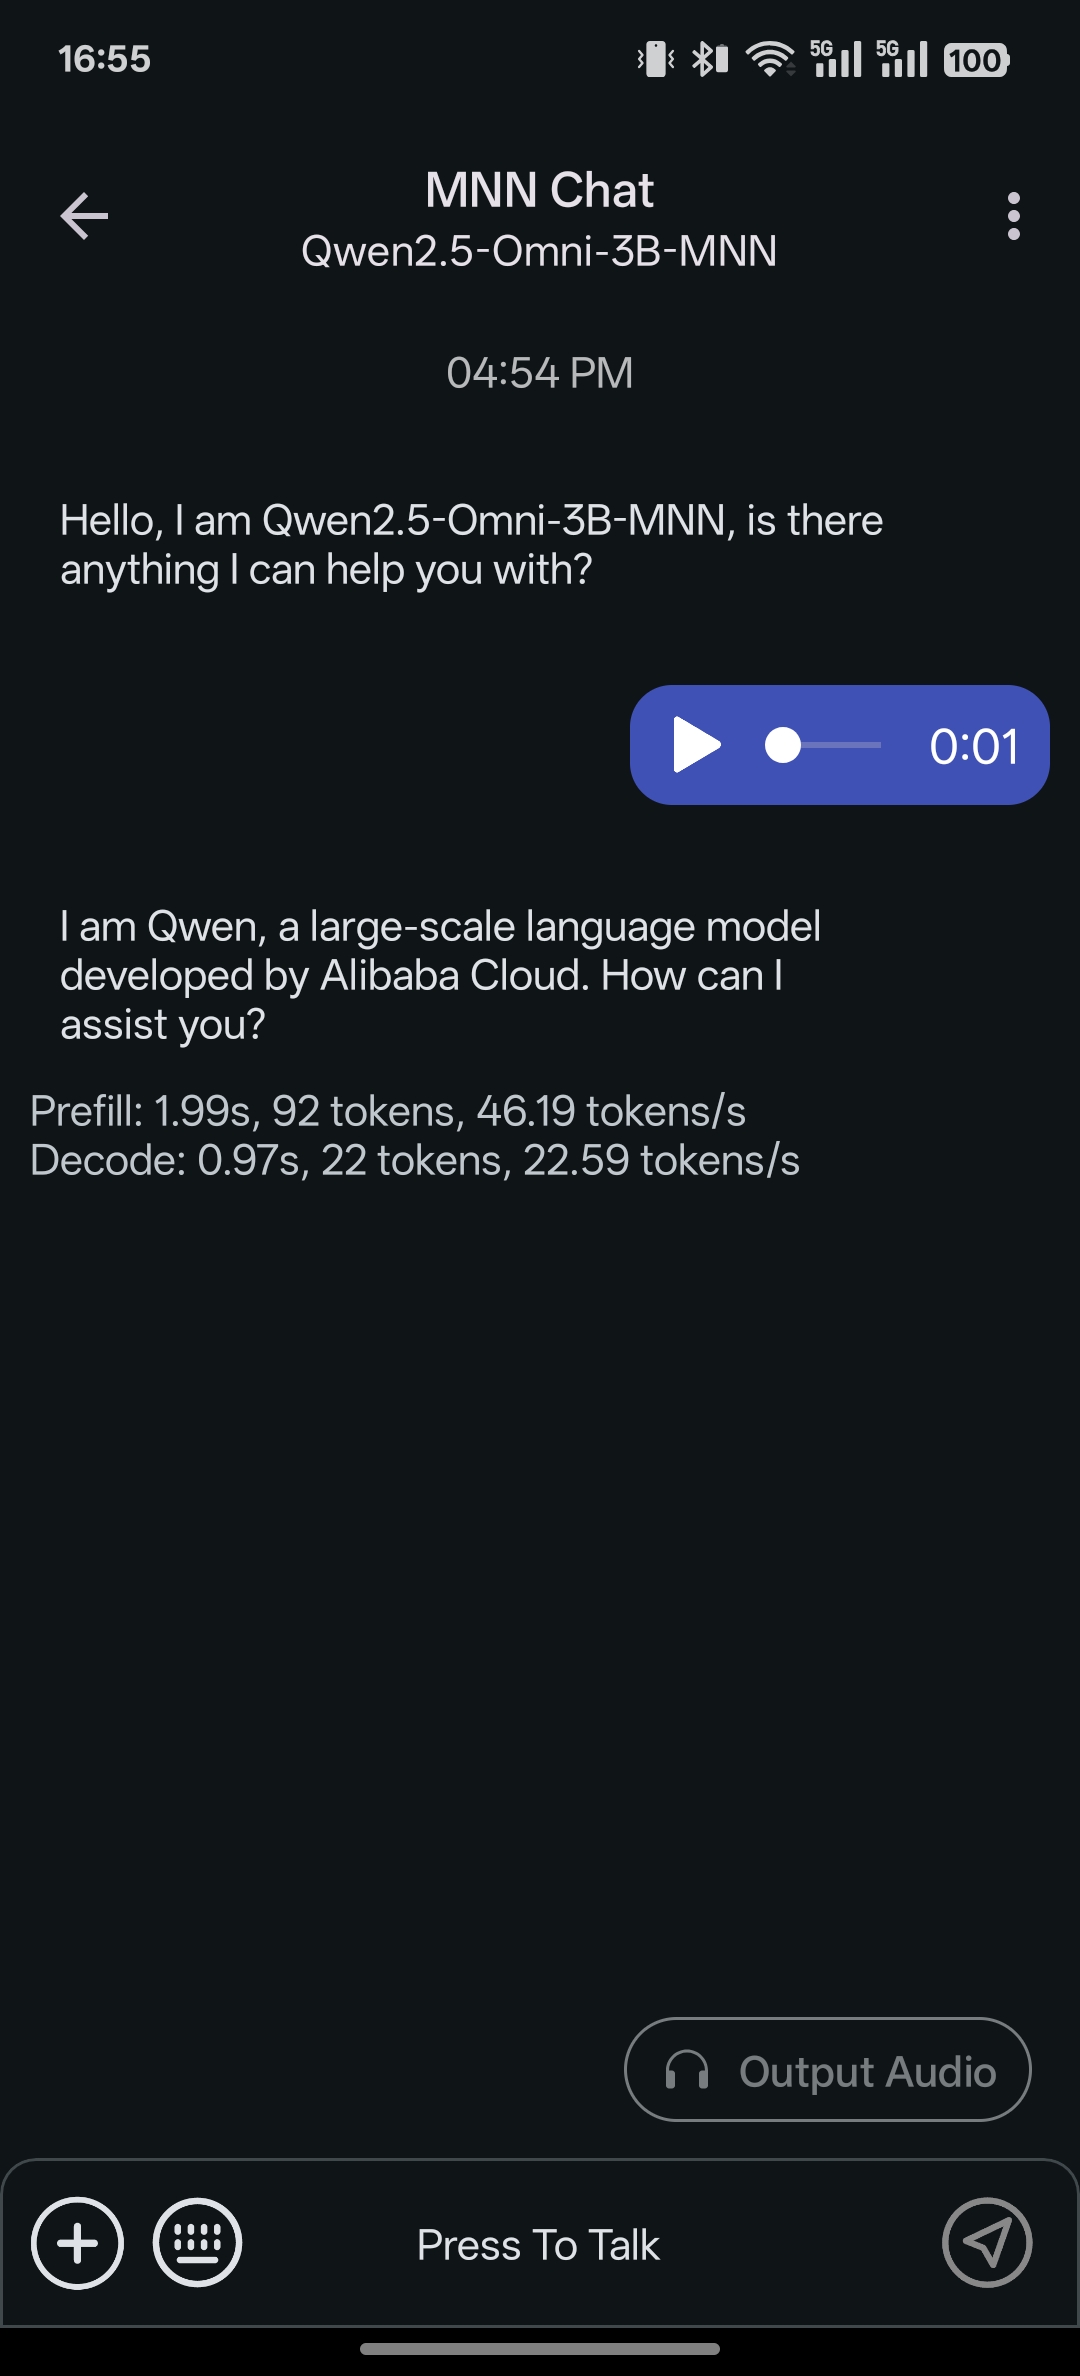 16:55
5G
5G
100
MNN Chat
Qwen2.5-Omni-3B-MNN
04:54 PM
Hello, I am Qwen2.5-Omni-3B-MNN, is there
anything I can help you with?
0:01
I am Qwen, a large-scale language model
developed by Alibaba Cloud. How can I
assist you?
Prefill: 1.99s, 92 tokens, 46.19 tokens/s
Decode: 0.97s, 22 tokens, 22.59 tokens/s
Output Audio
Press To Talk